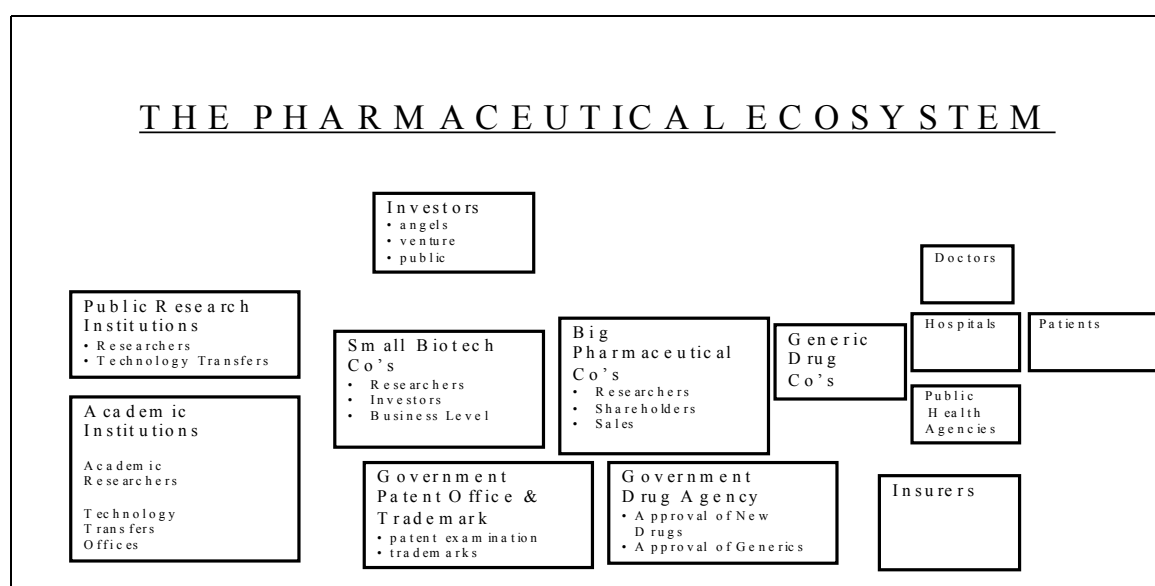 THE PHARMACEUTICAL ECOSYSTEM
Investors
• angels
• venture
• public
Public Research
Institutions
• Researchers
• Technology Transfers
Academic
Institutions
Academic
Researchers
Technology
Transfers
Offices
Small Biotech
Co's
• Researchers
• Investors
• Business Level
Big
Pharmaceutical
Co's
• Researchers
• Shareholders
• Sales
Generic
Drug
Co's
Doctors
Hospitals
Patients
Public
Health
Agencies
Government
Patent Office &
Trademark
• patent examination
• trademarks
Government
Drug Agency
• Approval of New
Drugs
• Approval of Generics
Insurers